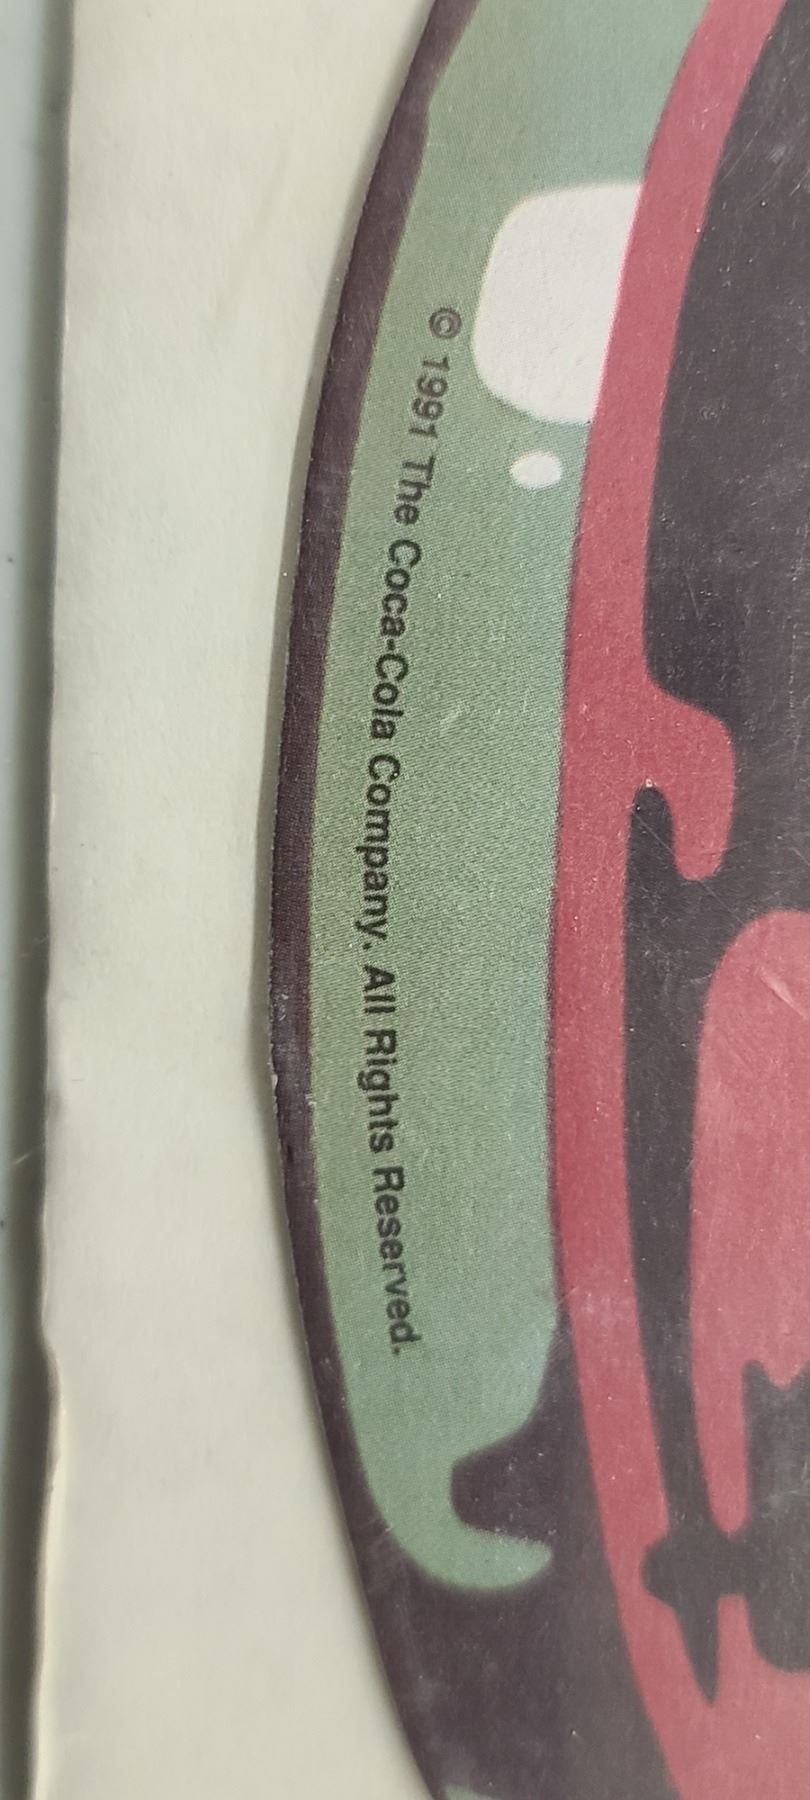 © 1991 The Coca-Cola Company. All Rights Reserved.